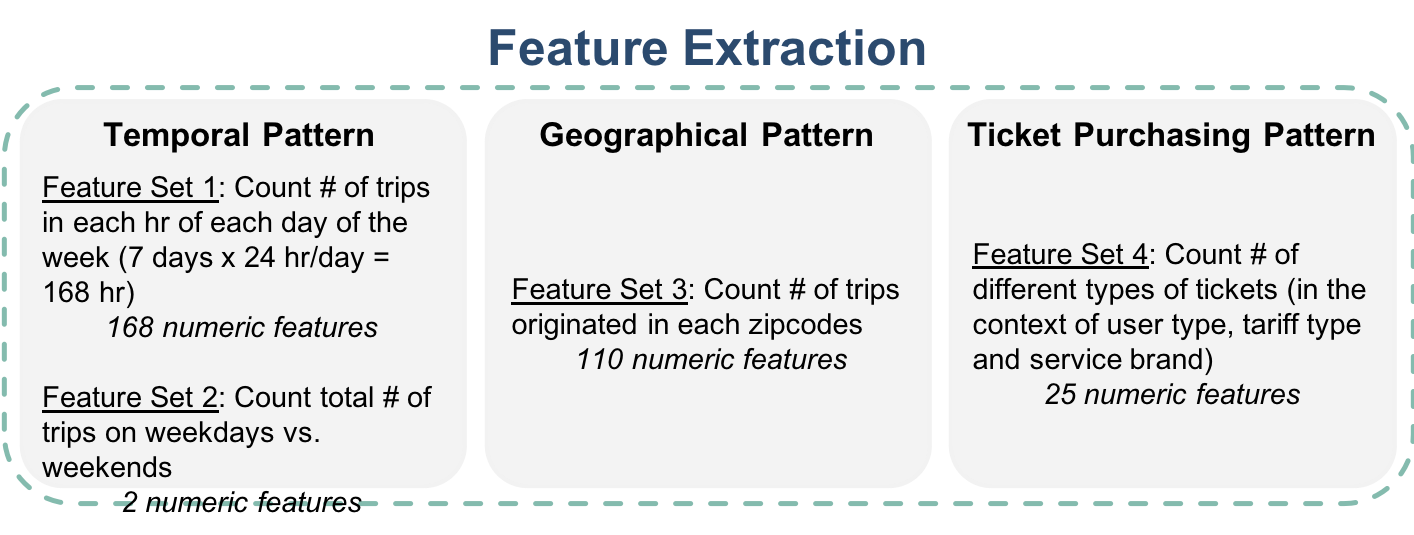 Feature Extraction
Temporal Pattern
Feature Set 1: Count # of trips
in each hr of each day of the
week (7 days x 24 hr/day =
168 hr)
168 numeric features
Feature Set 2: Count total # of
trips on weekdays vs.
weekends
2 numeric features
Geographical Pattern
Feature Set 3: Count # of trips
originated in each zipcodes
110 numeric features
Ticket Purchasing Pattern
Feature Set 4: Count # of
different types of tickets (in the
context of user type, tariff type
and service brand)
25 numeric features